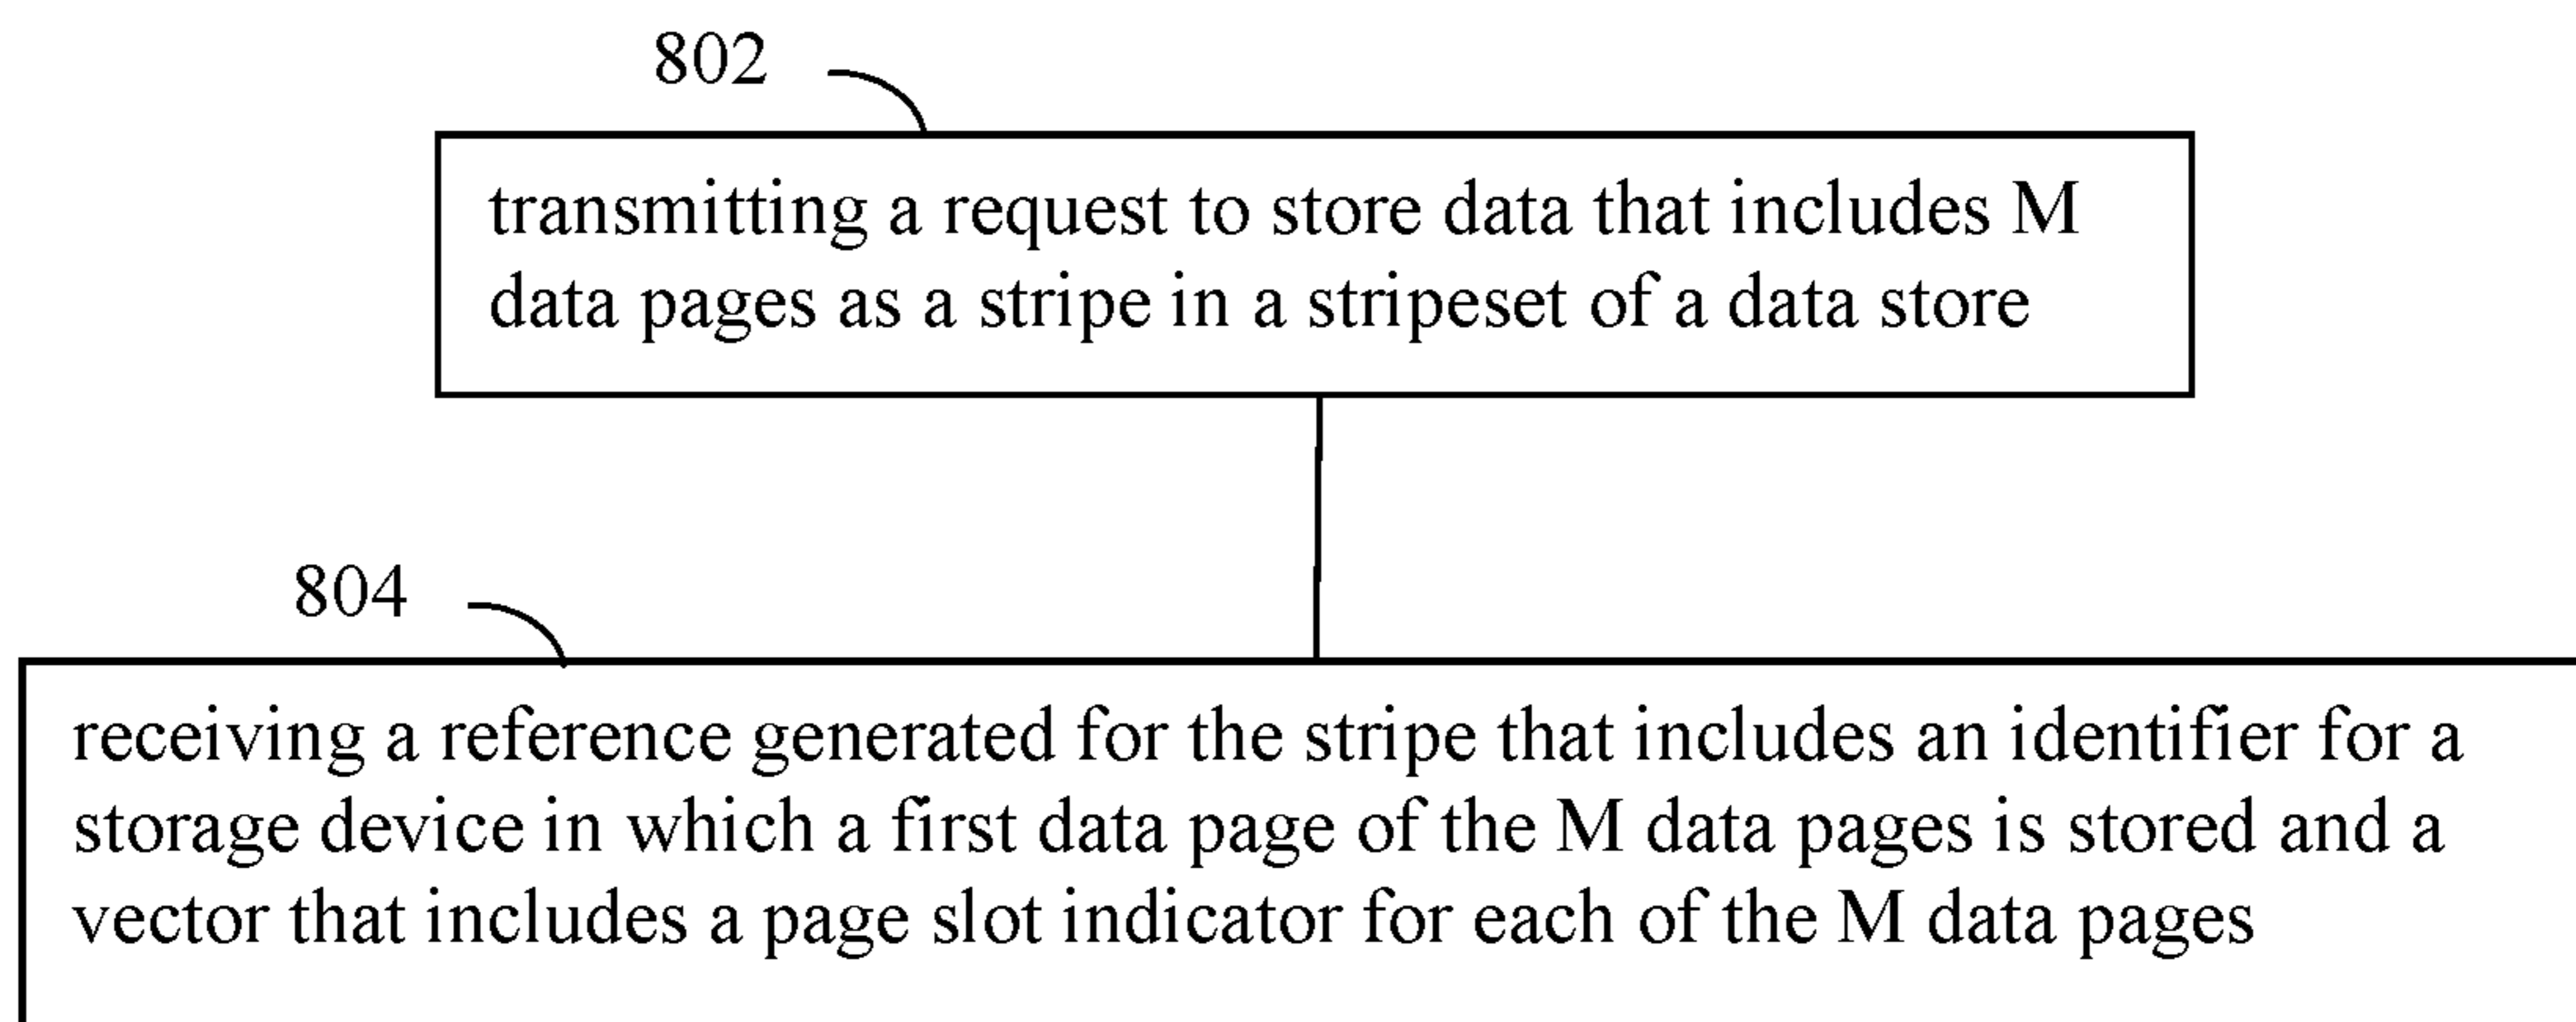 802
transmitting a request to store data that includes M
data pages as a stripe in a stripeset of a data store
804
receiving a reference generated for the stripe that includes an identifier for a
storage device in which a first data page of the M data pages is stored and a
vector that includes a page slot indicator for each of the M data pages